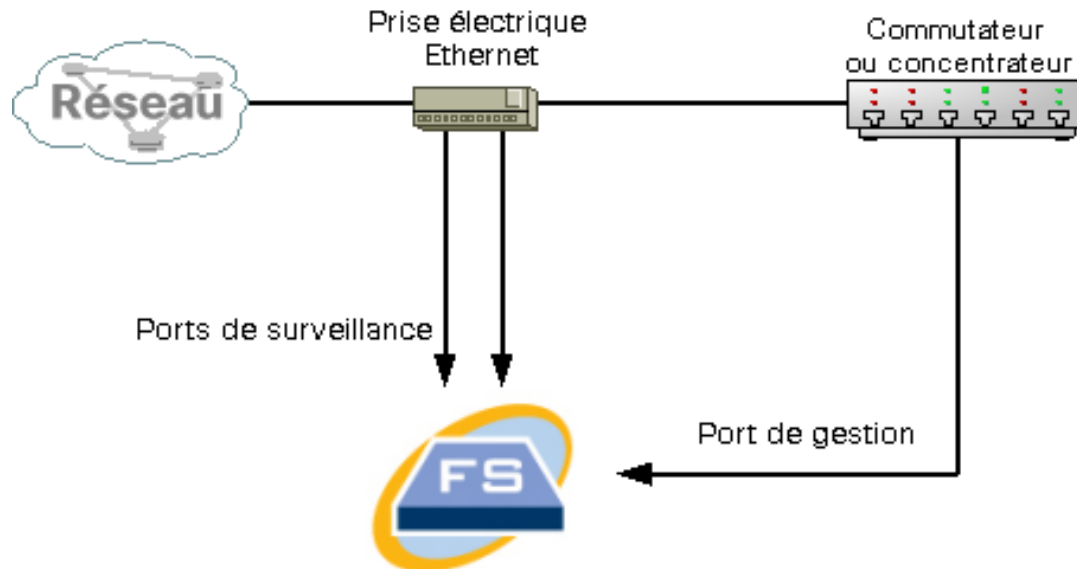 Prise électrique
Ethernet
Commutateur
ou concentrateur
Réseau
Ports de surveillance
Port de gestion
FS